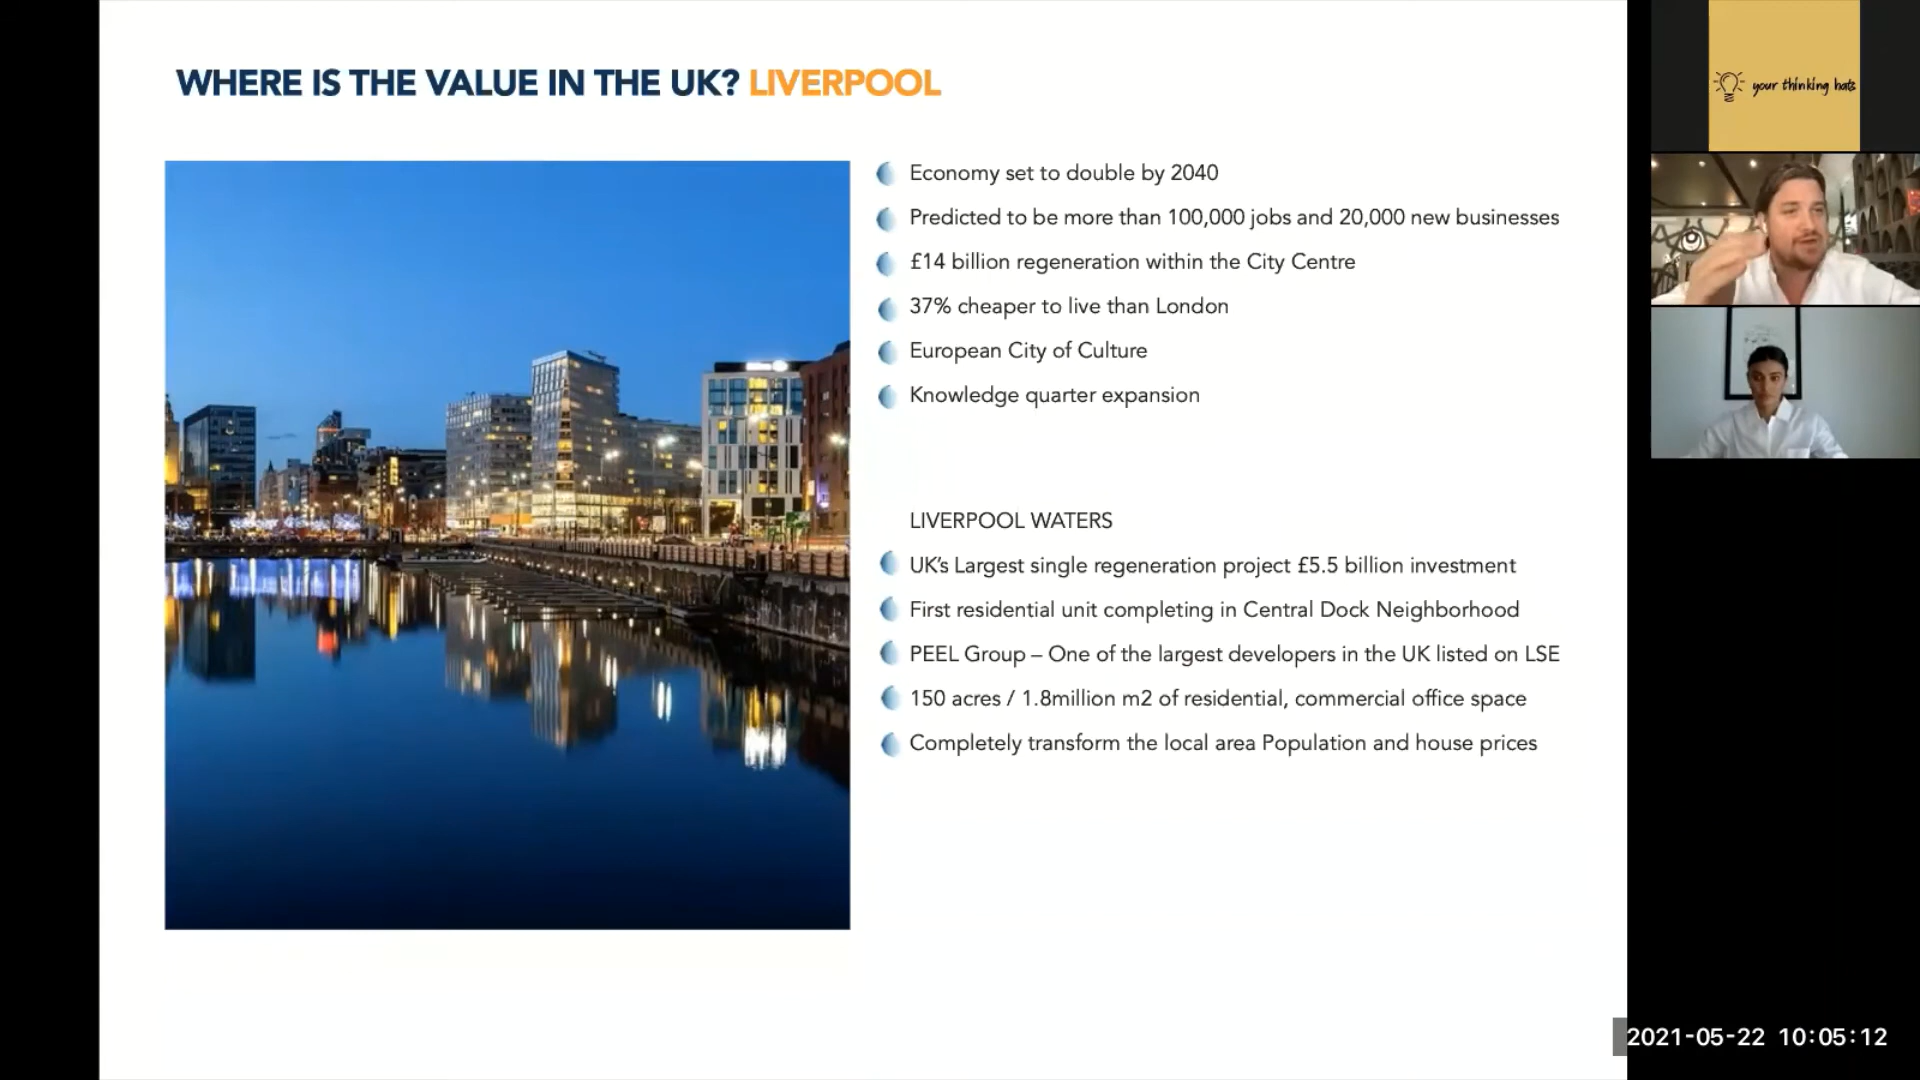 WHERE IS THE VALUE IN THE UK? LIVERPOOL
Economy set to double by 2040
Predicted to be more than 100,000 jobs and 20,000 new businesses
£14 billion regeneration within the City Centre
37% cheaper to live than London
European City of Culture
Knowledge quarter expansion
LIVERPOOL WATERS
UK's Largest single regeneration project £5.5 billion investment
First residential unit completing in Central Dock Neighborhood
PEEL Group – One of the largest developers in the UK listed on LSE
150 acres / 1.8million m2 of residential, commercial office space
Completely transform the local area Population and house prices
your thinking hats
2021-05-22 10:05:12